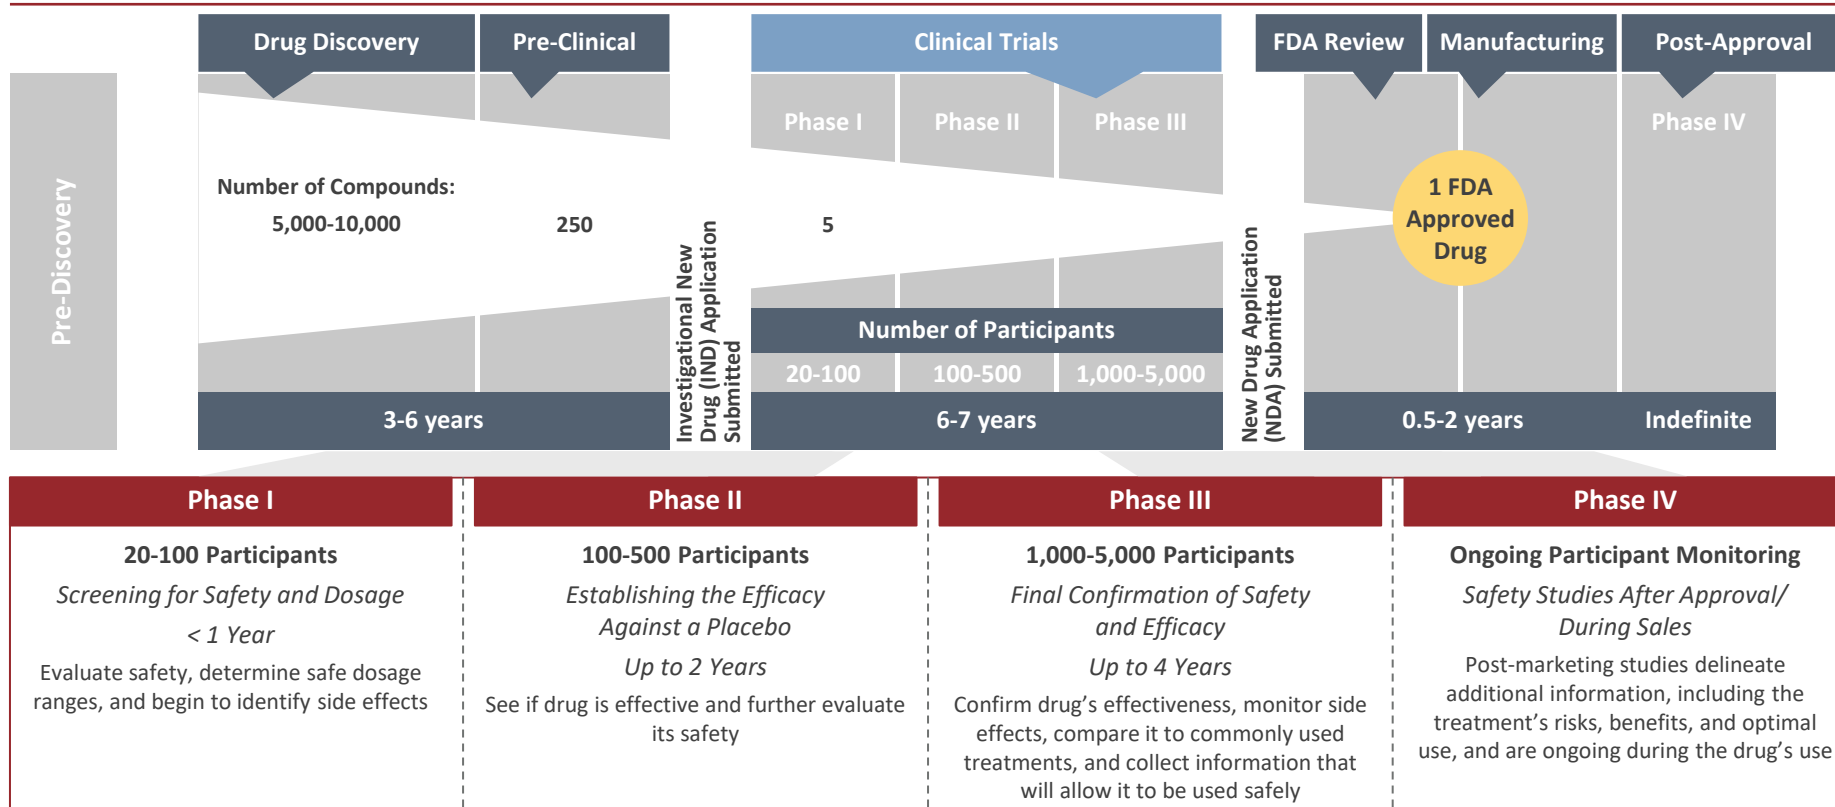 Drug Discovery
Pre-Clinical
Clinical Trials
FDA Review
Manufacturing
Post-Approval
Pre-Discovery
Phase I
Phase II
Phase III
Phase IV
Number of Compounds:
5,000-10,000
250
5
1 FDA
Approved
Drug
Investigational New
Drug (IND) Application
Submitted
New Drug Application
(NDA) Submitted
Number of Participants
20-100
100-500
1,000-5,000
3-6 years
6-7 years
0.5-2 years
Indefinite
Phase I
20-100 Participants
Screening for Safety and Dosage
< 1 Year
Evaluate safety, determine safe dosage
ranges, and begin to identify side effects
Phase II
100-500 Participants
Establishing the Efficacy
Against a Placebo
Up to 2 Years
See if drug is effective and further evaluate
its safety
Phase III
1,000-5,000 Participants
Final Confirmation of Safety
and Efficacy
Up to 4 Years
Confirm drug’s effectiveness, monitor side
effects, compare it to commonly used
treatments, and collect information that
will allow it to be used safely
Phase IV
Ongoing Participant Monitoring
Safety Studies After Approval/
During Sales
Post-marketing studies delineate
additional information, including the
treatment’s risks, benefits, and optimal
use, and are ongoing during the drug’s use